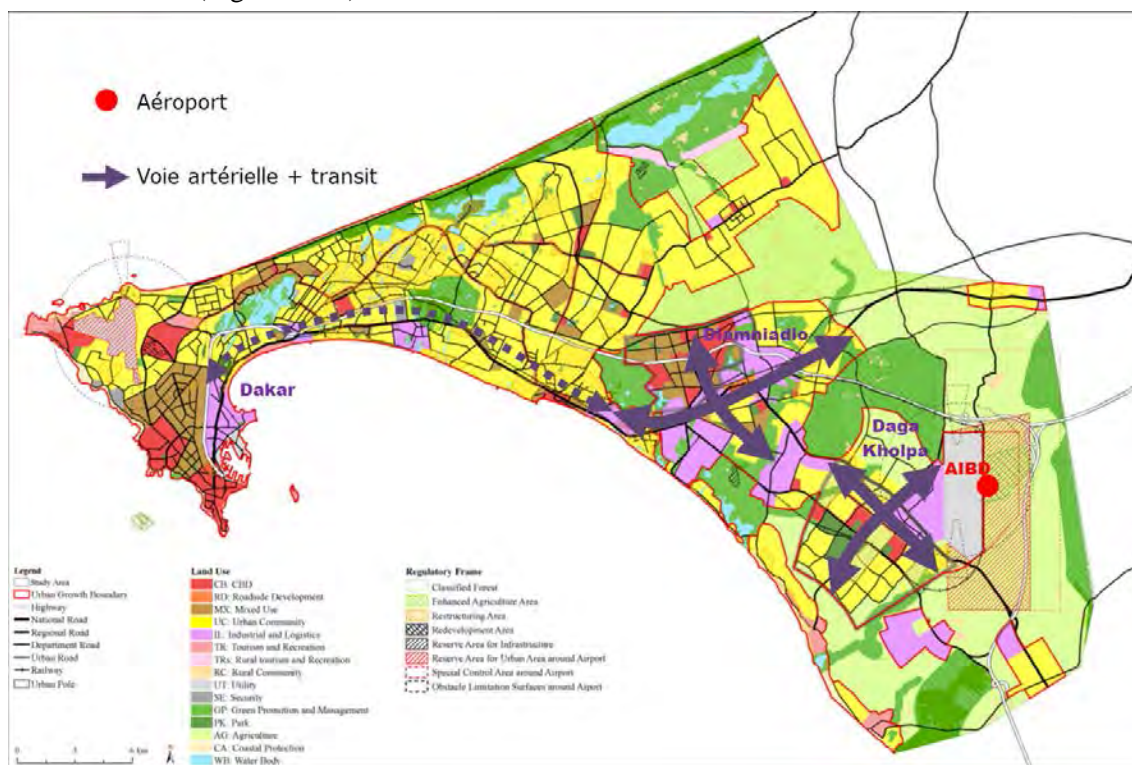 Aéroport
Voie artérielle + transit
Dakar
Diamniadio
Daga
Kholpa
AIBD
Legend
Study Area
Urban Growth Boundary
Highway
National Road
Regional Road
Department Road
Urban Road
Railway
Urban Pole
0 3 6 km
Land Use
CB: CBD
RD: Roadside Development
MX: Mixed Use
UC: Urban Community
IL: Industrial and Logistics
TR: Tourism and Recreation
TRx: Rural tourism and Recreation
RC: Rural Community
UT: Utility
SE: Security
GP: Green Promotion and Management
PK: Park
AG: Agriculture
CA: Coastal Protection
WB: Water Body
Regulatory Frame
Classified Forest
Enhanced Agriculture Area
Restructuring Area
Redevelopment Area
Reserve Area for Infrastructure
Reserve Area for Urban Area around Airport
Special Control Area around Airport
Obstacle Limitation Surfaces around Aiport